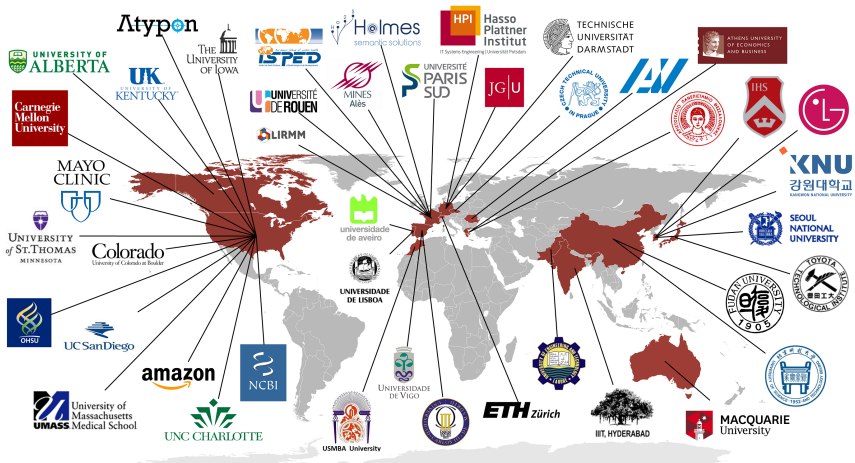 Atypon
UNIVERSITY OF
ALBERTA
UK
UNIVERSITY OF
KENTUCKY
THE
UNIVERSITY
OF IOWA
ISPED
H2O
Holmes
semantic solutions
HPI
Hasso
Plattner
Institut
IT Systems Engineering | Universität Potsdam
TECHNISCHE
UNIVERSITÄT
DARMSTADT
ATHENS UNIVERSITY
OF ECONOMICS
AND BUSINESS
Carnegie
Mellon
University
UNIVERSITÉ
DE ROUEN
MINES
Alès
UNIVERSITÉ
PARIS
SUD
JG|U
CZECH TECHNICAL UNIVERSITY
IN PRAGUE
IHS
LG
LIRMM
MAYO
CLINIC
KNU
강원대학교
KANGWON NATIONAL UNIVERSITY
UNIVERSITY
of ST. THOMAS
MINNESOTA
Colorado
University of Colorado at Boulder
universidade
de aveiro
SEOUL
NATIONAL
UNIVERSITY
UNIVERSIDADE
DE LISBOA
FUDAN UNIVERSITY
1905
TOYOTA
TECHNOLOGICAL INSTITUTE
豊田工大
OHSU
UC San Diego
amazon
NCBI
UNIVERSIDADE
DE VIGO
UMASS
University of
Massachusetts
Medical School
UNC CHARLOTTE
USMBA University
ETH Zürich
IIIT, HYDERABAD
MACQUARIE
University